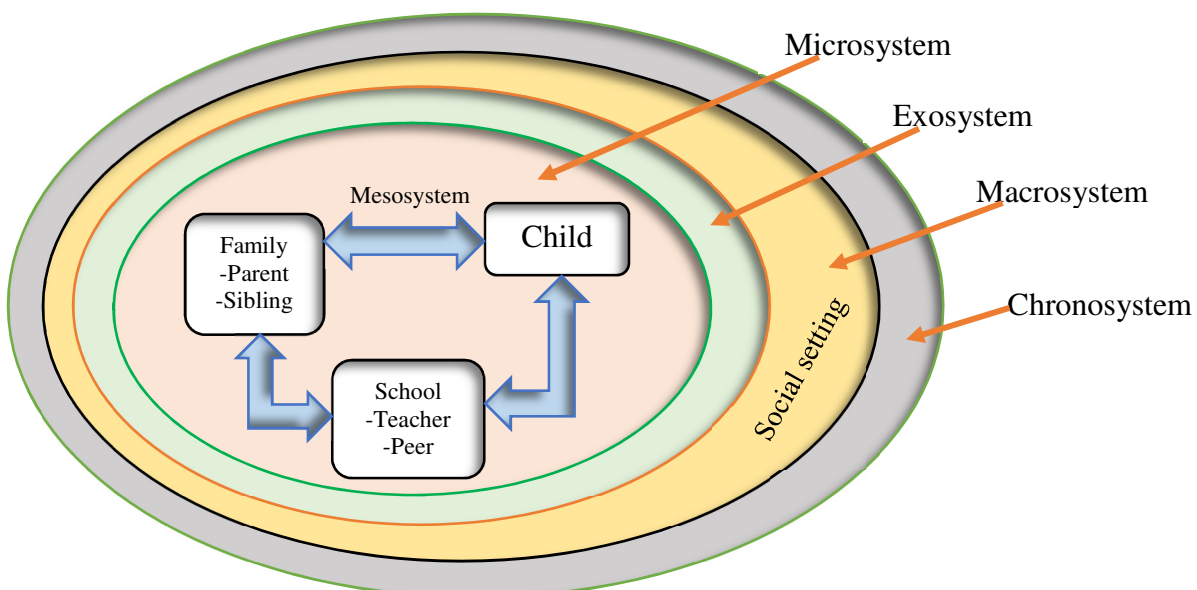 Microsystem
Exosystem
Macrosystem
Chronosystem
Mesosystem
Child
Family
-Parent
-Sibling
School
-Teacher
-Peer
Social setting